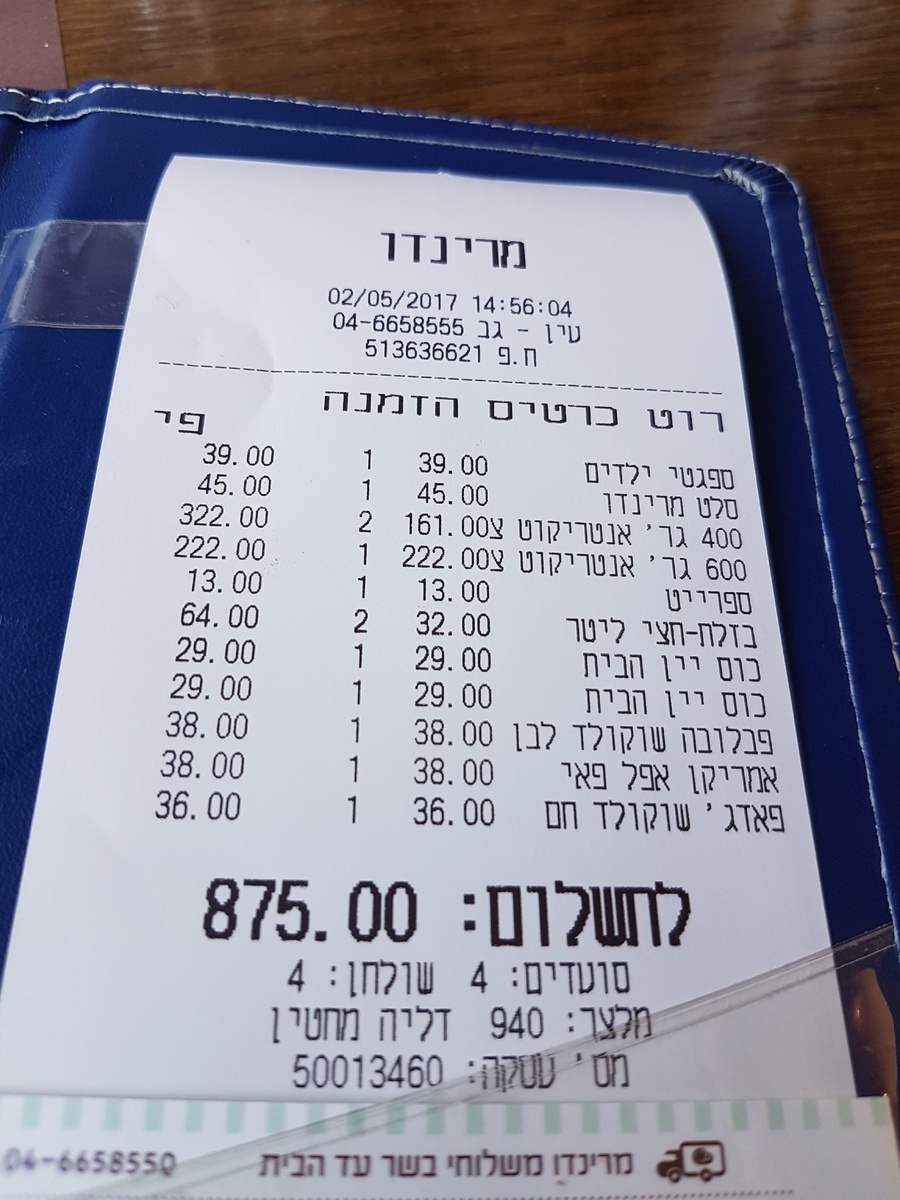 מרינדו
02/05/2017 14:56:04
עין - גב 04-6658555
ח.פ 513636621
רוט כרטיס הזמנה
פי
ספגטי ילדים 39.00 1 39.00
סלט מרינדו 45.00 1 45.00
400 גר' אנטריקוט צ161.00 2 322.00
600 גר' אנטריקוט צ222.00 1 222.00
ספרייט 13.00 1 13.00
בזלת-חצי ליטר 32.00 2 64.00
כוס יין הבית 29.00 1 29.00
כוס יין הבית 29.00 1 29.00
פבלובה שוקולד לבן 38.00 1 38.00
אמריקן אפל פאי 38.00 1 38.00
פאדג' שוקולד חם 36.00 1 36.00
לתשלום: 875.00
סועדים: 4 שולחן: 4
מלצר: 940 דליה מחטין
מס' עסקה: 50013460
מרינדו משלוחי בשר עד הבית 04-6658550